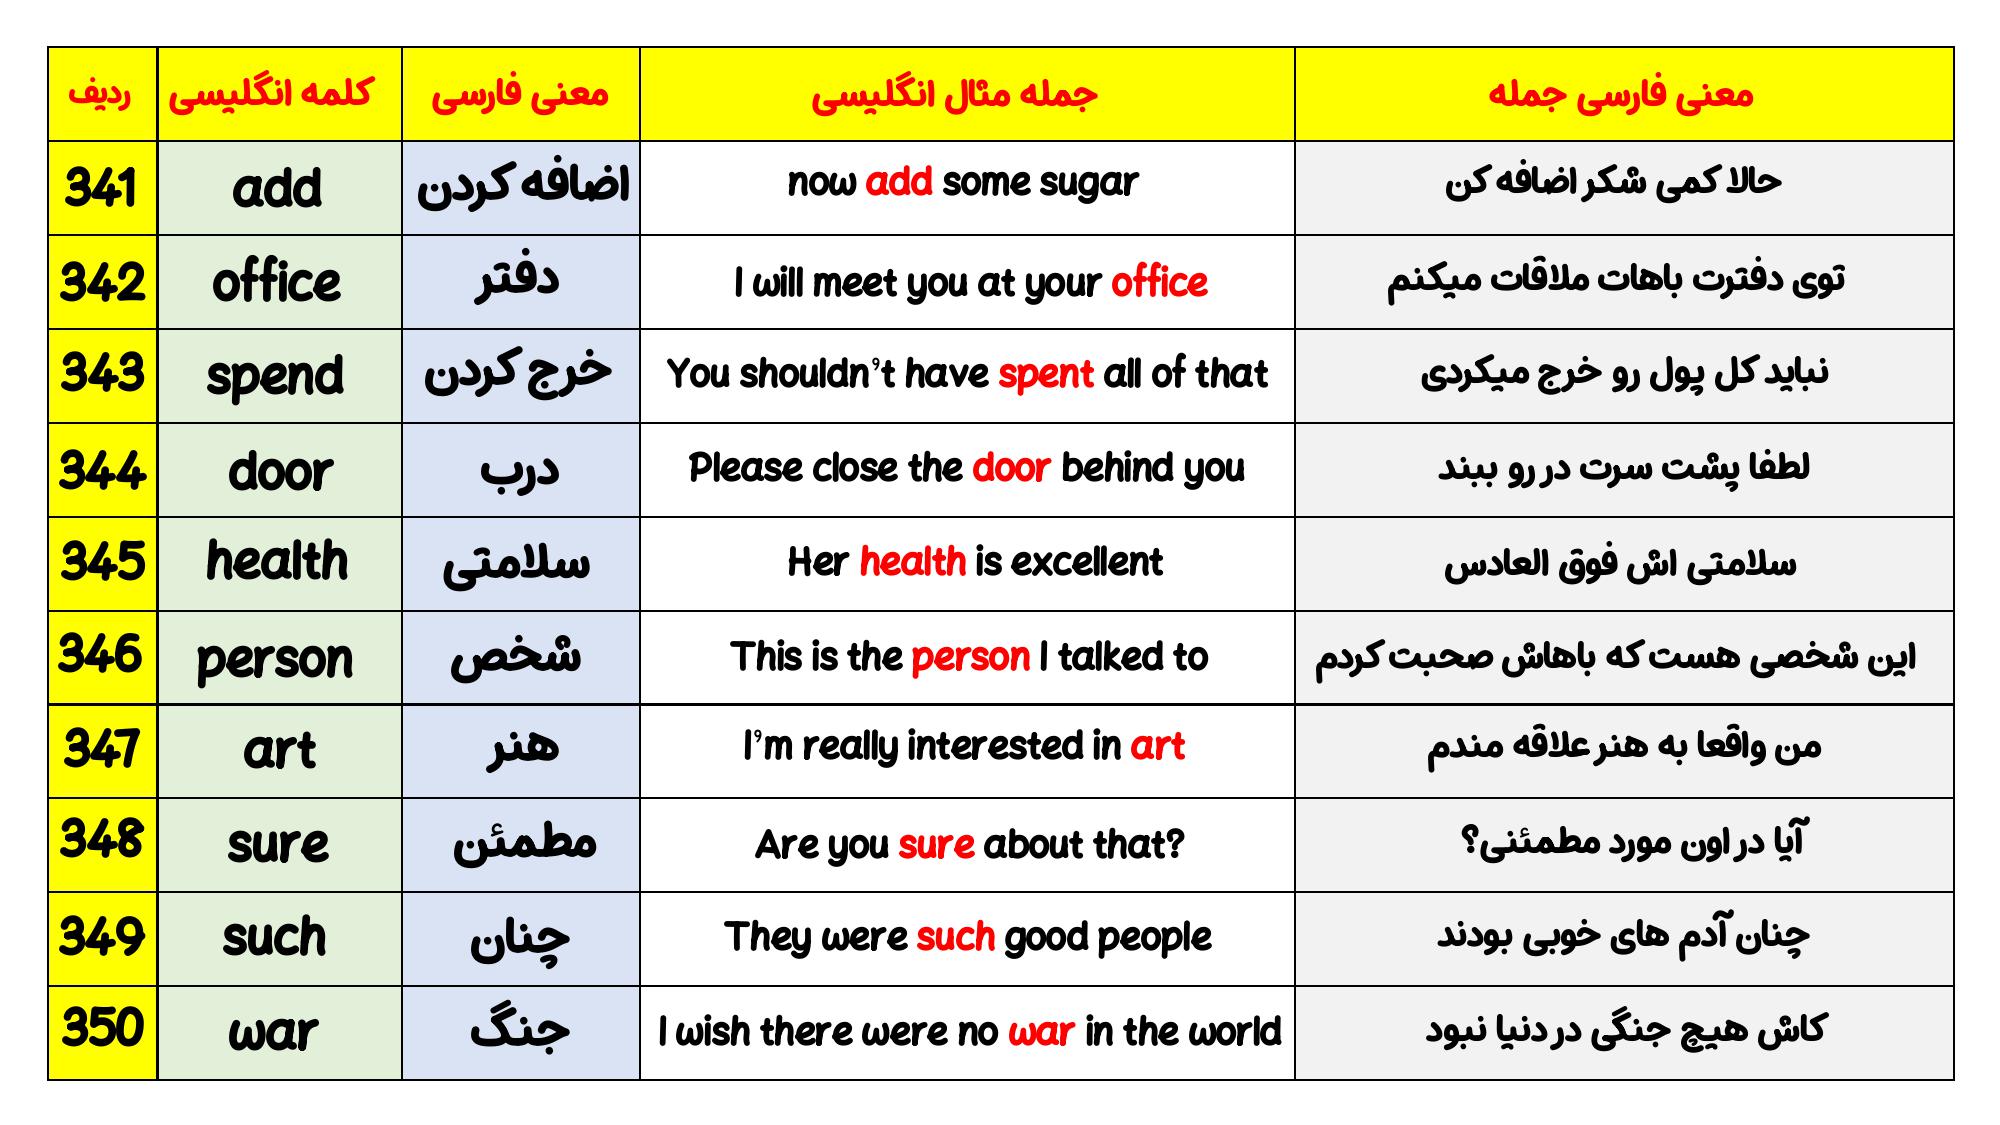 ردیف کلمه انگلیسی معنی فارسی جمله مثال انگلیسی معنی فارسی جمله
341 add اضافه کردن now add some sugar حالا کمی شکر اضافه کن
342 office دفتر I will meet you at your office توی دفترت باهات ملاقات میکنم
343 spend خرج کردن You shouldn’t have spent all of that نباید کل پول رو خرج میکردی
344 door درب Please close the door behind you لطفا پشت سرت در رو ببند
345 health سلامتی Her health is excellent سلامتی اش فوق العادس
346 person شخص This is the person I talked to این شخصی هست که باهاش صحبت کردم
347 art هنر I’m really interested in art من واقعا به هنر علاقه مندم
348 sure مطمئن Are you sure about that? آیا در اون مورد مطمئنی؟
349 such چنان They were such good people چنان آدم های خوبی بودند
350 war جنگ I wish there were no war in the world کاش هیچ جنگی در دنیا نبود